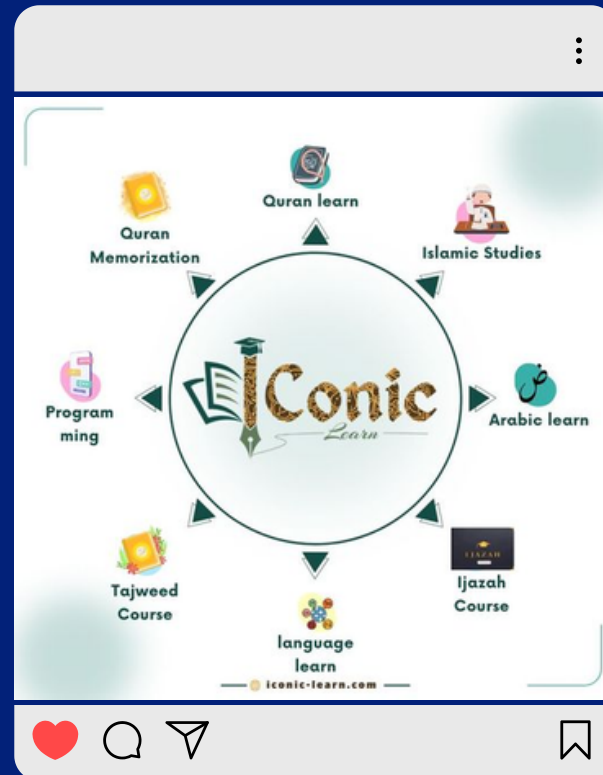 Quran learn
Quran
Memorization
Islamic Studies
Program
ming
IConic
Learn
ض
Arabic learn
Tajweed
Course
IJAZAH
Ijazah
Course
language
learn
iconic-learn.com